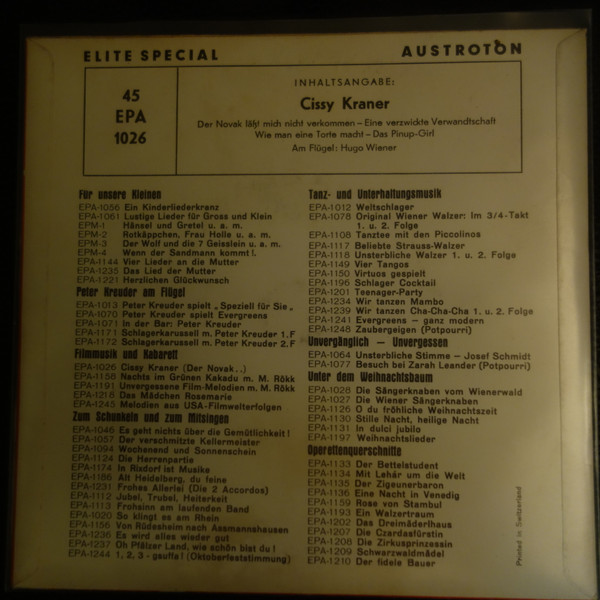 ELITE SPECIAL
AUSTROTON
45
EPA
1026
INHALTSANGABE:
Cissy Kraner
Der Novak läßt mich nicht verkommen – Eine verzwickte Verwandtschaft
Wie man eine Torte macht – Das Pinup-Girl
Am Flügel: Hugo Wiener
Für unsere Kleinen
EPA-1056 Ein Kinderliederkranz
EPA-1061 Lustige Lieder für Gross und Klein
EPM-1 Hänsel und Gretel u. a. m.
EPM-2 Rotkäppchen, Frau Holle u. a. m.
EPM-3 Der Wolf und die 7 Geisslein u. a. m.
EPM-4 Wenn der Sandmann kommt!.
EPA-1144 Vier Lieder an die Mutter
EPA-1235 Das Lied der Mutter
EPA-1221 Herzlichen Glückwunsch
Peter Kreuder am Flügel
EPA-1013 Peter Kreuder spielt „Speziell für Sie„
EPA-1070 Peter Kreuder spielt Evergreens
EPA-1071 In der Bar: Peter Kreuder
EPA-1171 Schlagerkarussell m. Peter Kreuder 1.F
EPA-1172 Schlagerkarussell m. Peter Kreuder 2.F
Filmmusik und Kabarett
EPA-1026 Cissy Kraner (Der Novak..)
EPA-1158 Nachts im Grünen Kakadu m. M. Rökk
EPA-1191 Unvergessene Film-Melodien m. M. Rökk
EPA-1218 Das Mädchen Rosemarie
EPA-1245 Melodien aus USA-Filmwelterfolgen
Zum Schunkeln und zum Mitsingen
EPA-1046 Es geht nichts über die Gemütlichkeit!
EPA-1057 Der verschmitzte Kellermeister
EPA-1094 Wochenend und Sonnenschein
EPA-1124 Die Herrenpartie
EPA-1174 In Rixdorf ist Musike
EPA-1186 Alt Heidelberg, du feine
EPA-1231 Frohes Allerlei (Die 2 Accordos)
EPA-1112 Jubel, Trubel, Heiterkeit
EPA-1113 Frohsinn am laufenden Band
EPA-1020 So klingt es am Rhein
EPA-1156 Von Rüdesheim nach Assmannshausen
EPA-1236 Es wird alles wieder gut
EPA-1237 Oh Pfälzer Land, wie schön bist du!
EPA-1244 1, 2, 3 - gsuffa! (Oktoberfeststimmung)
Tanz- und Unterhaltungsmusik
EPA-1012 Weltschlager
EPA-1078 Original Wiener Walzer: Im 3/4-Takt
1. u. 2. Folge
EPA-1108 Tanztee mit den Piccolinos
EPA-1117 Beliebte Strauss-Walzer
EPA-1118 Unsterbliche Walzer 1. u. 2. Folge
EPA-1149 Vier Tangos
EPA-1150 Virtuos gespielt
EPA-1196 Schlager Cocktail
EPA-1201 Teenager-Party
EPA-1234 Wir tanzen Mambo
EPA-1239 Wir tanzen Cha-Cha-Cha 1. u. 2. Folge
EPA-1241 Evergreens – ganz modern
EPA-1248 Zaubergeigen (Potpourri)
Unvergänglich – Unvergessen
EPA-1064 Unsterbliche Stimme – Josef Schmidt
EPA-1077 Besuch bei Zarah Leander (Potpourri)
Unter dem Weihnachtsbaum
EPA-1028 Die Sängerknaben vom Wienerwald
EPA-1027 Die Wiener Sängerknaben
EPA-1126 O du fröhliche Weihnachtszeit
EPA-1130 Stille Nacht, heilige Nacht
EPA-1131 In dulci jubilo
EPA-1197 Weihnachtslieder
Operettenquerschnitte
EPA-1133 Der Bettelstudent
EPA-1134 Mit Lehár um die Welt
EPA-1135 Der Zigeunerbaron
EPA-1136 Eine Nacht in Venedig
EPA-1159 Rose von Stambul
EPA-1193 Ein Walzertraum
EPA-1202 Das Dreimäderlhaus
EPA-1207 Die Czardasfürstin
EPA-1208 Die Zirkusprinzessin
EPA-1209 Schwarzwaldmädel
EPA-1210 Der fidele Bauer
Printed in Switzerland